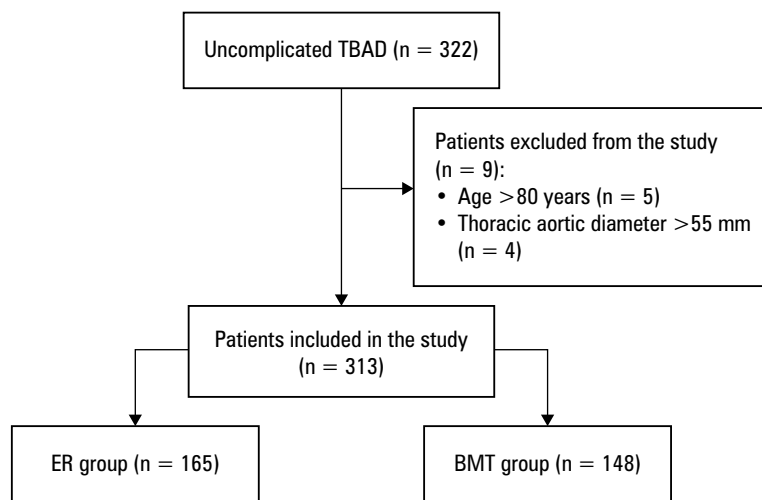 Uncomplicated TBAD (n = 322)
Patients excluded from the study
(n = 9):
• Age >80 years (n = 5)
• Thoracic aortic diameter >55 mm
(n = 4)
Patients included in the study
(n = 313)
ER group (n = 165)
BMT group (n = 148)